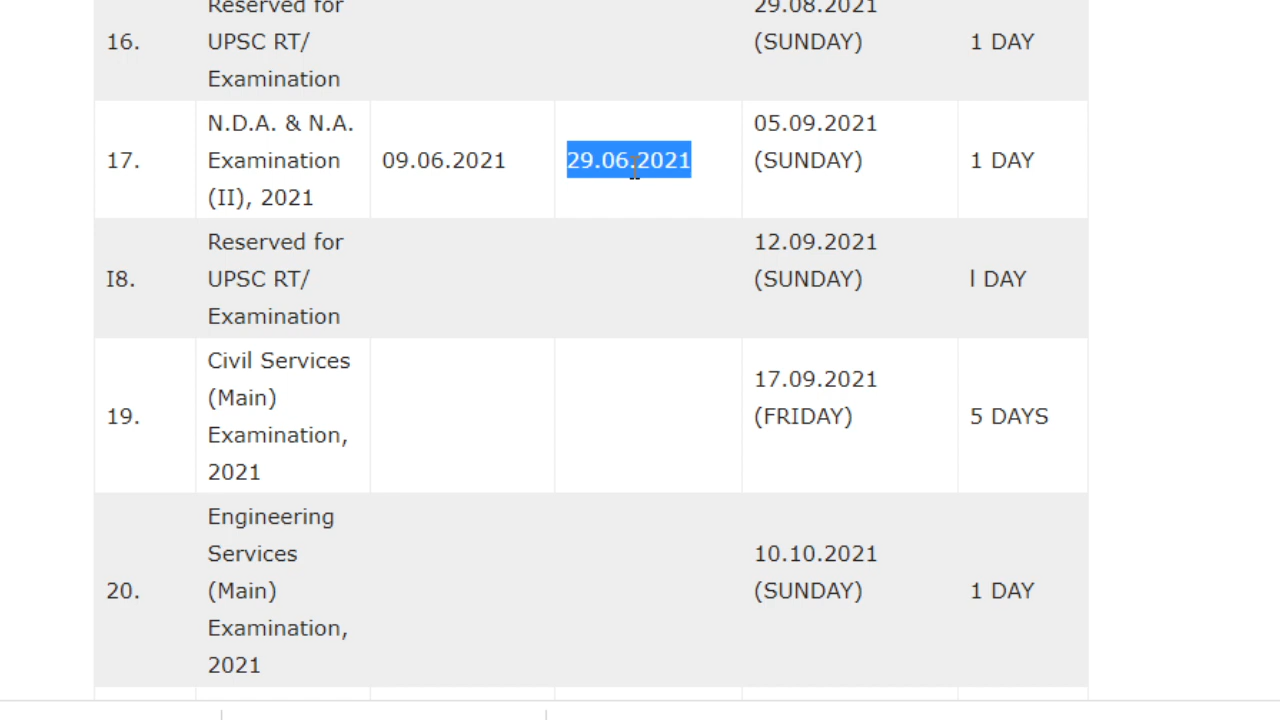 Reserved for
UPSC RT/
Examination
16.
29.08.2021
(SUNDAY)
1 DAY
17.
N.D.A. & N.A.
Examination
(II), 2021
09.06.2021
29.06.2021
05.09.2021
(SUNDAY)
1 DAY
I8.
Reserved for
UPSC RT/
Examination
12.09.2021
(SUNDAY)
l DAY
19.
Civil Services
(Main)
Examination,
2021
17.09.2021
(FRIDAY)
5 DAYS
20.
Engineering
Services
(Main)
Examination,
2021
10.10.2021
(SUNDAY)
1 DAY